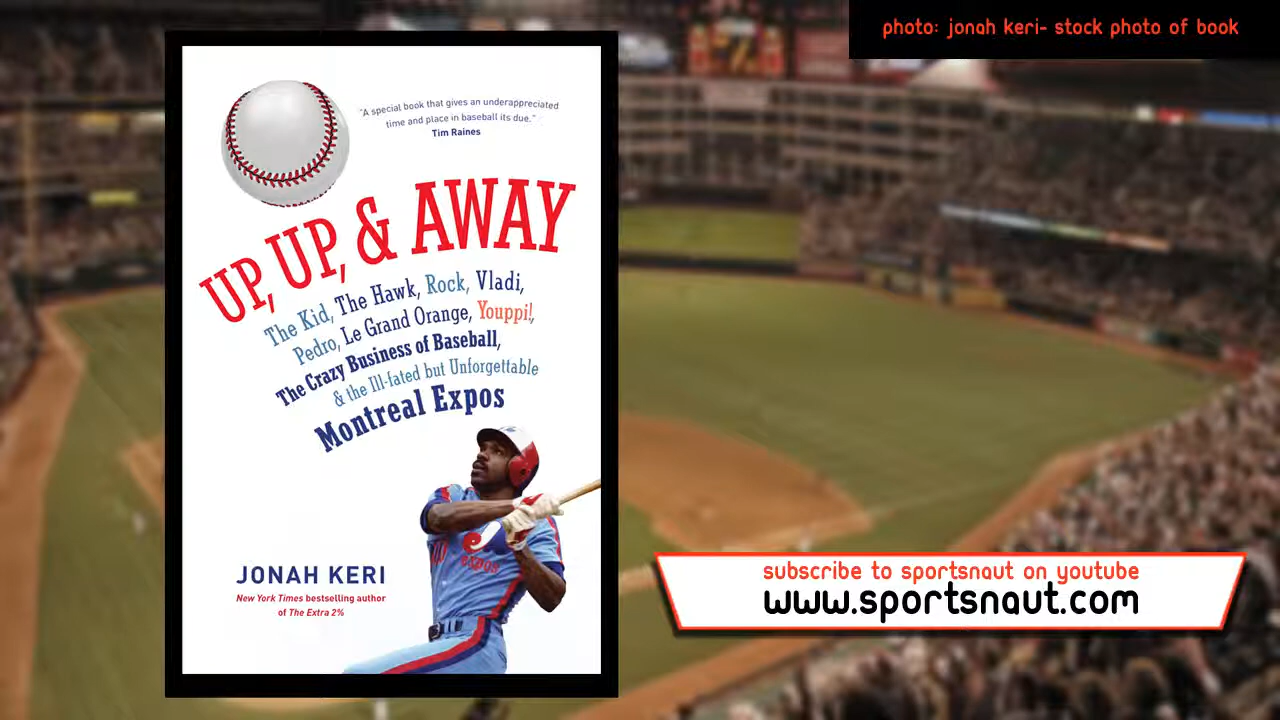 photo: jonah keri- stock photo of book
"A special book that gives an underappreciated
time and place in baseball its due."
Tim Raines
UP, UP, & AWAY
The Kid, The Hawk, Rock, Vladi,
Pedro, Le Grand Orange, Youppi!,
The Crazy Business of Baseball,
& the Ill-fated but Unforgettable
Montreal Expos
expos
JONAH KERI
New York Times bestselling author
of The Extra 2%
subscribe to sportsnaut on youtube
www.sportsnaut.com